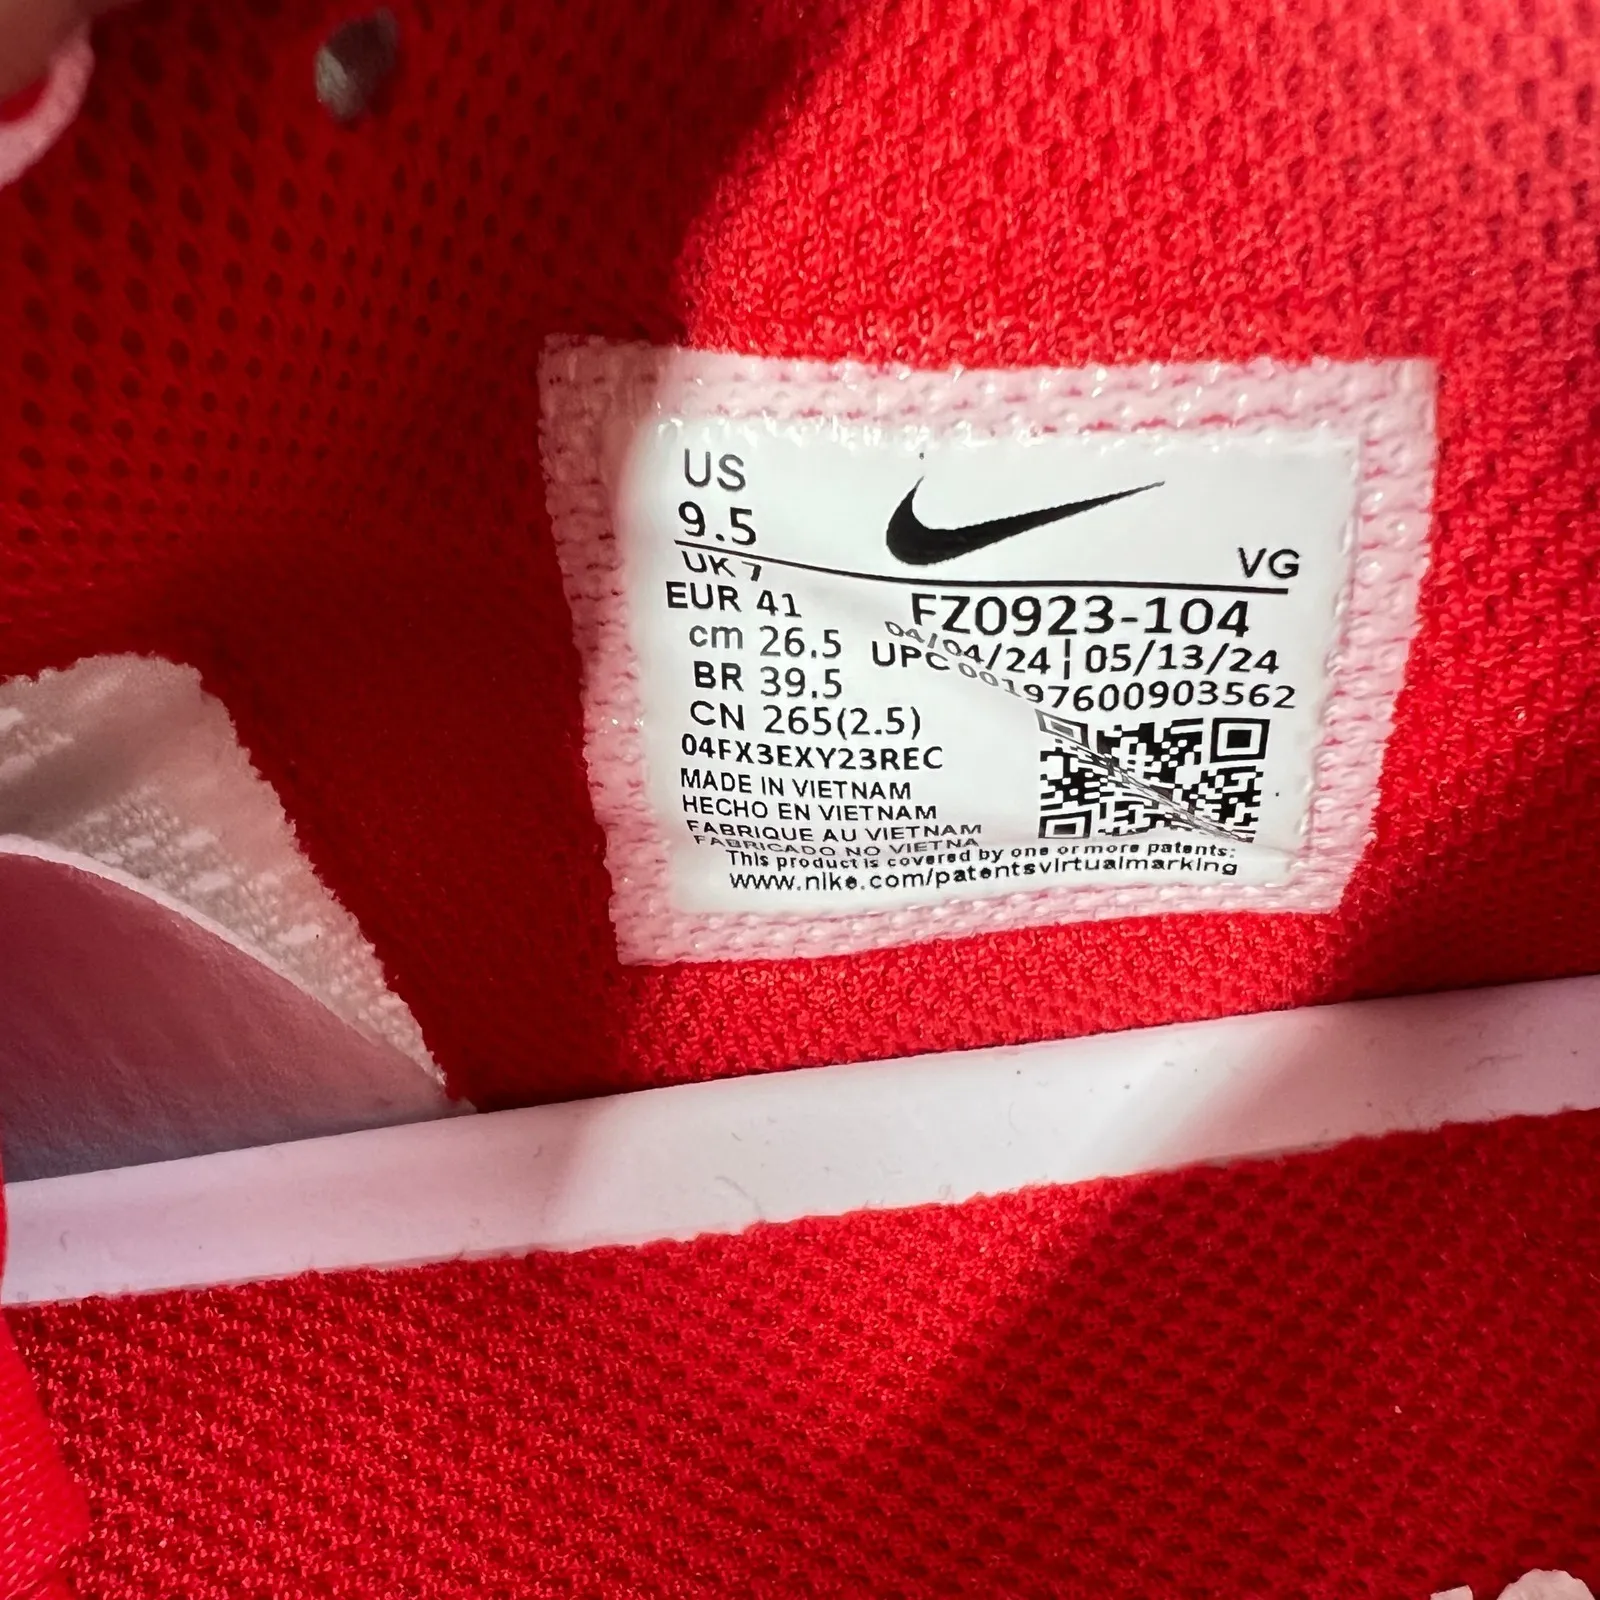 US
9.5
VG
UK 7
EUR 41
cm 26.5
BR 39.5
CN 265(2.5)
FZ0923-104
04/04/24 ¦ 05/13/24
UPC 00197600903562
04FX3EXY23REC
MADE IN VIETNAM
HECHO EN VIETNAM
FABRIQUE AU VIETNAM
FABRICADO NO VIETNA
This product is covered by one or more patents:
www.nike.com/patentsvirtualmarking